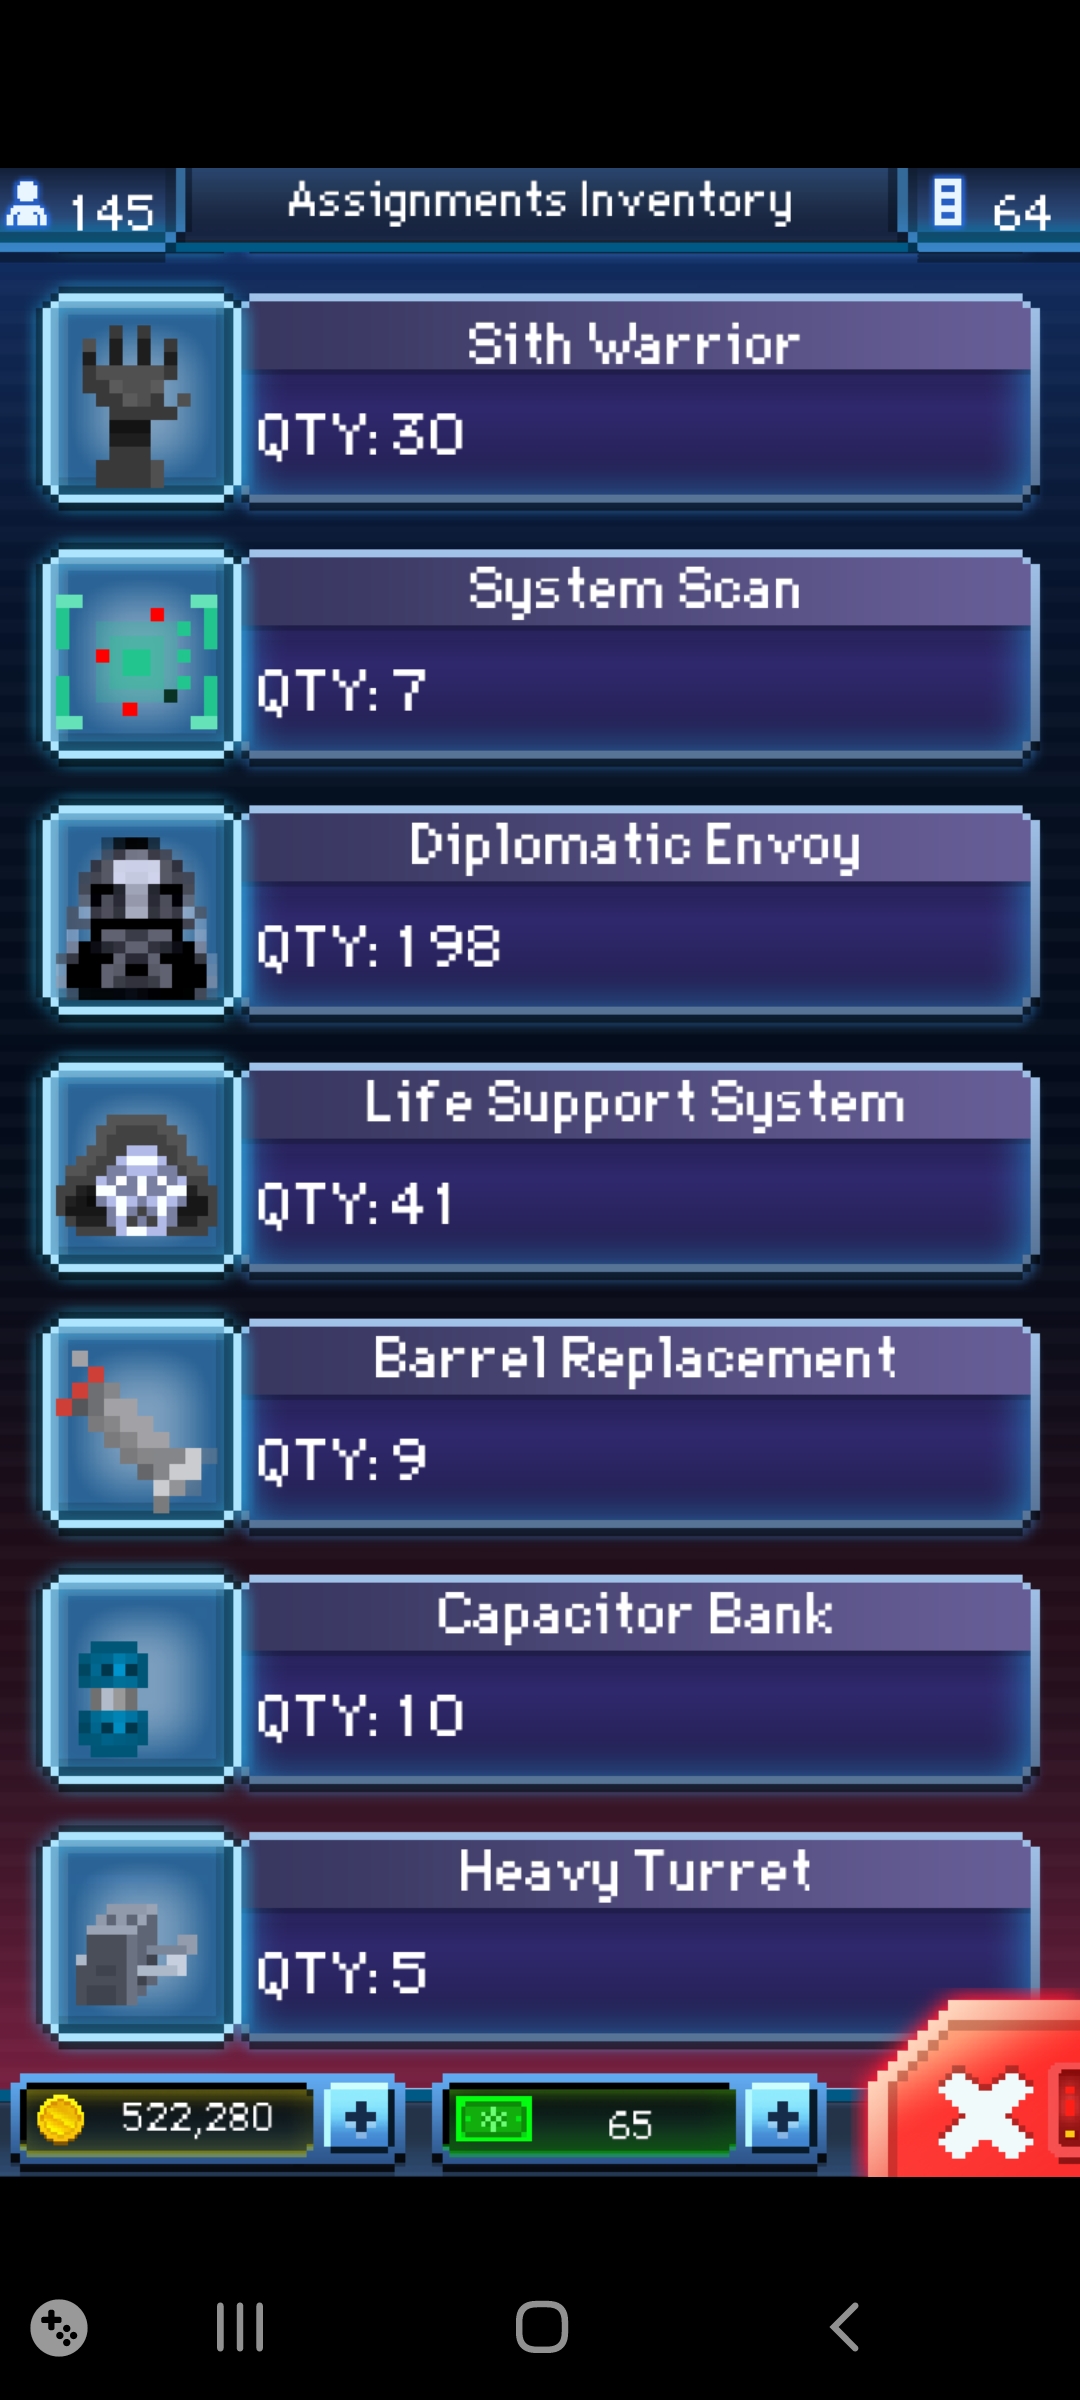 145
Assignments Inventory
64
Sith Warrior
QTY: 30
System Scan
QTY: 7
Diplomatic Envoy
QTY: 198
Life Support System
QTY: 41
Barrel Replacement
QTY: 9
Capacitor Bank
QTY: 10
Heavy Turret
QTY: 5
522,280
65